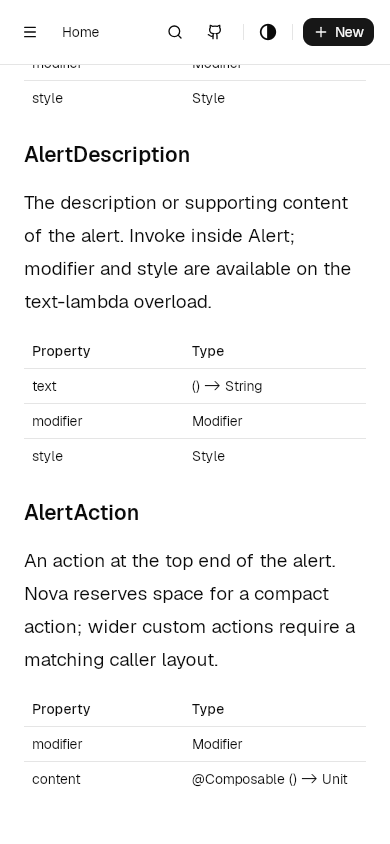 Home
New
modifier Modifier
style Style
AlertDescription
The description or supporting content
of the alert. Invoke inside Alert;
modifier and style are available on the
text-lambda overload.
Property Type
text () → String
modifier Modifier
style Style
AlertAction
An action at the top end of the alert.
Nova reserves space for a compact
action; wider custom actions require a
matching caller layout.
Property Type
modifier Modifier
content @Composable () → Unit